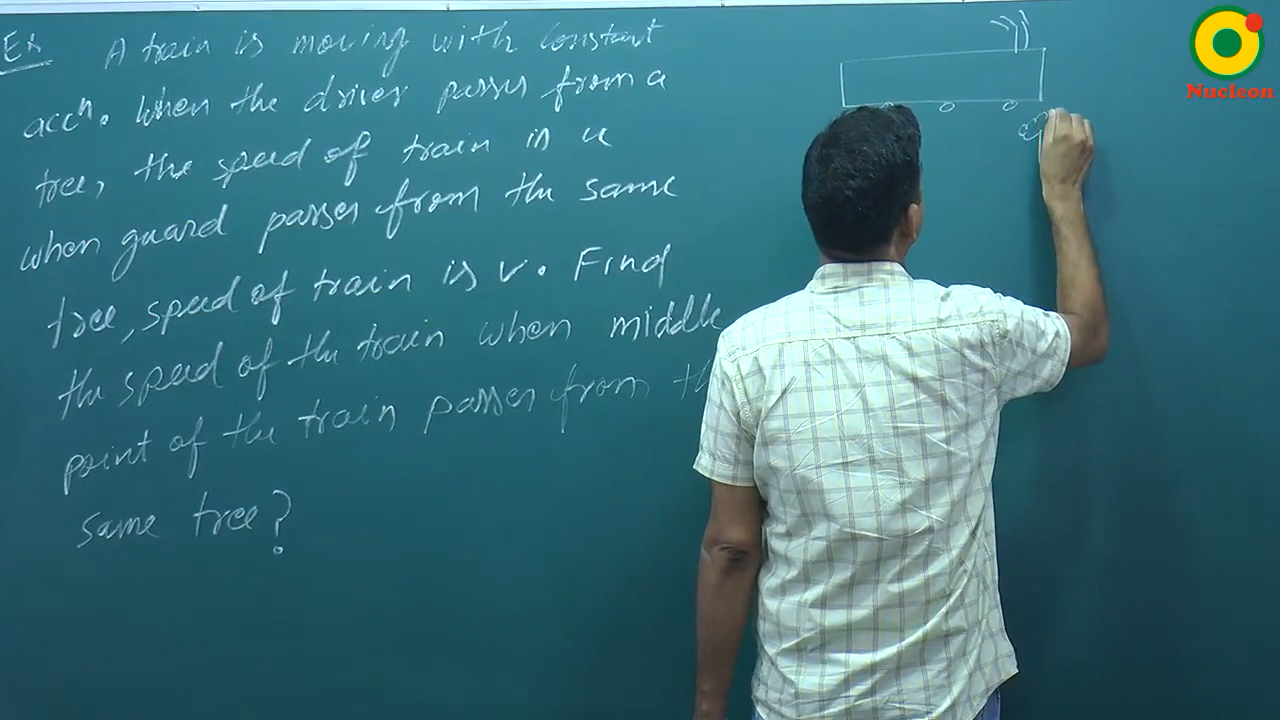 Ex A train is moving with constant
accⁿ. When the driver passes from a
tree, the speed of train is u
when guard passes from the same
tree, speed of train is v. Find
the speed of the train when middle
point of the train passes from
same tree?
Nucleon